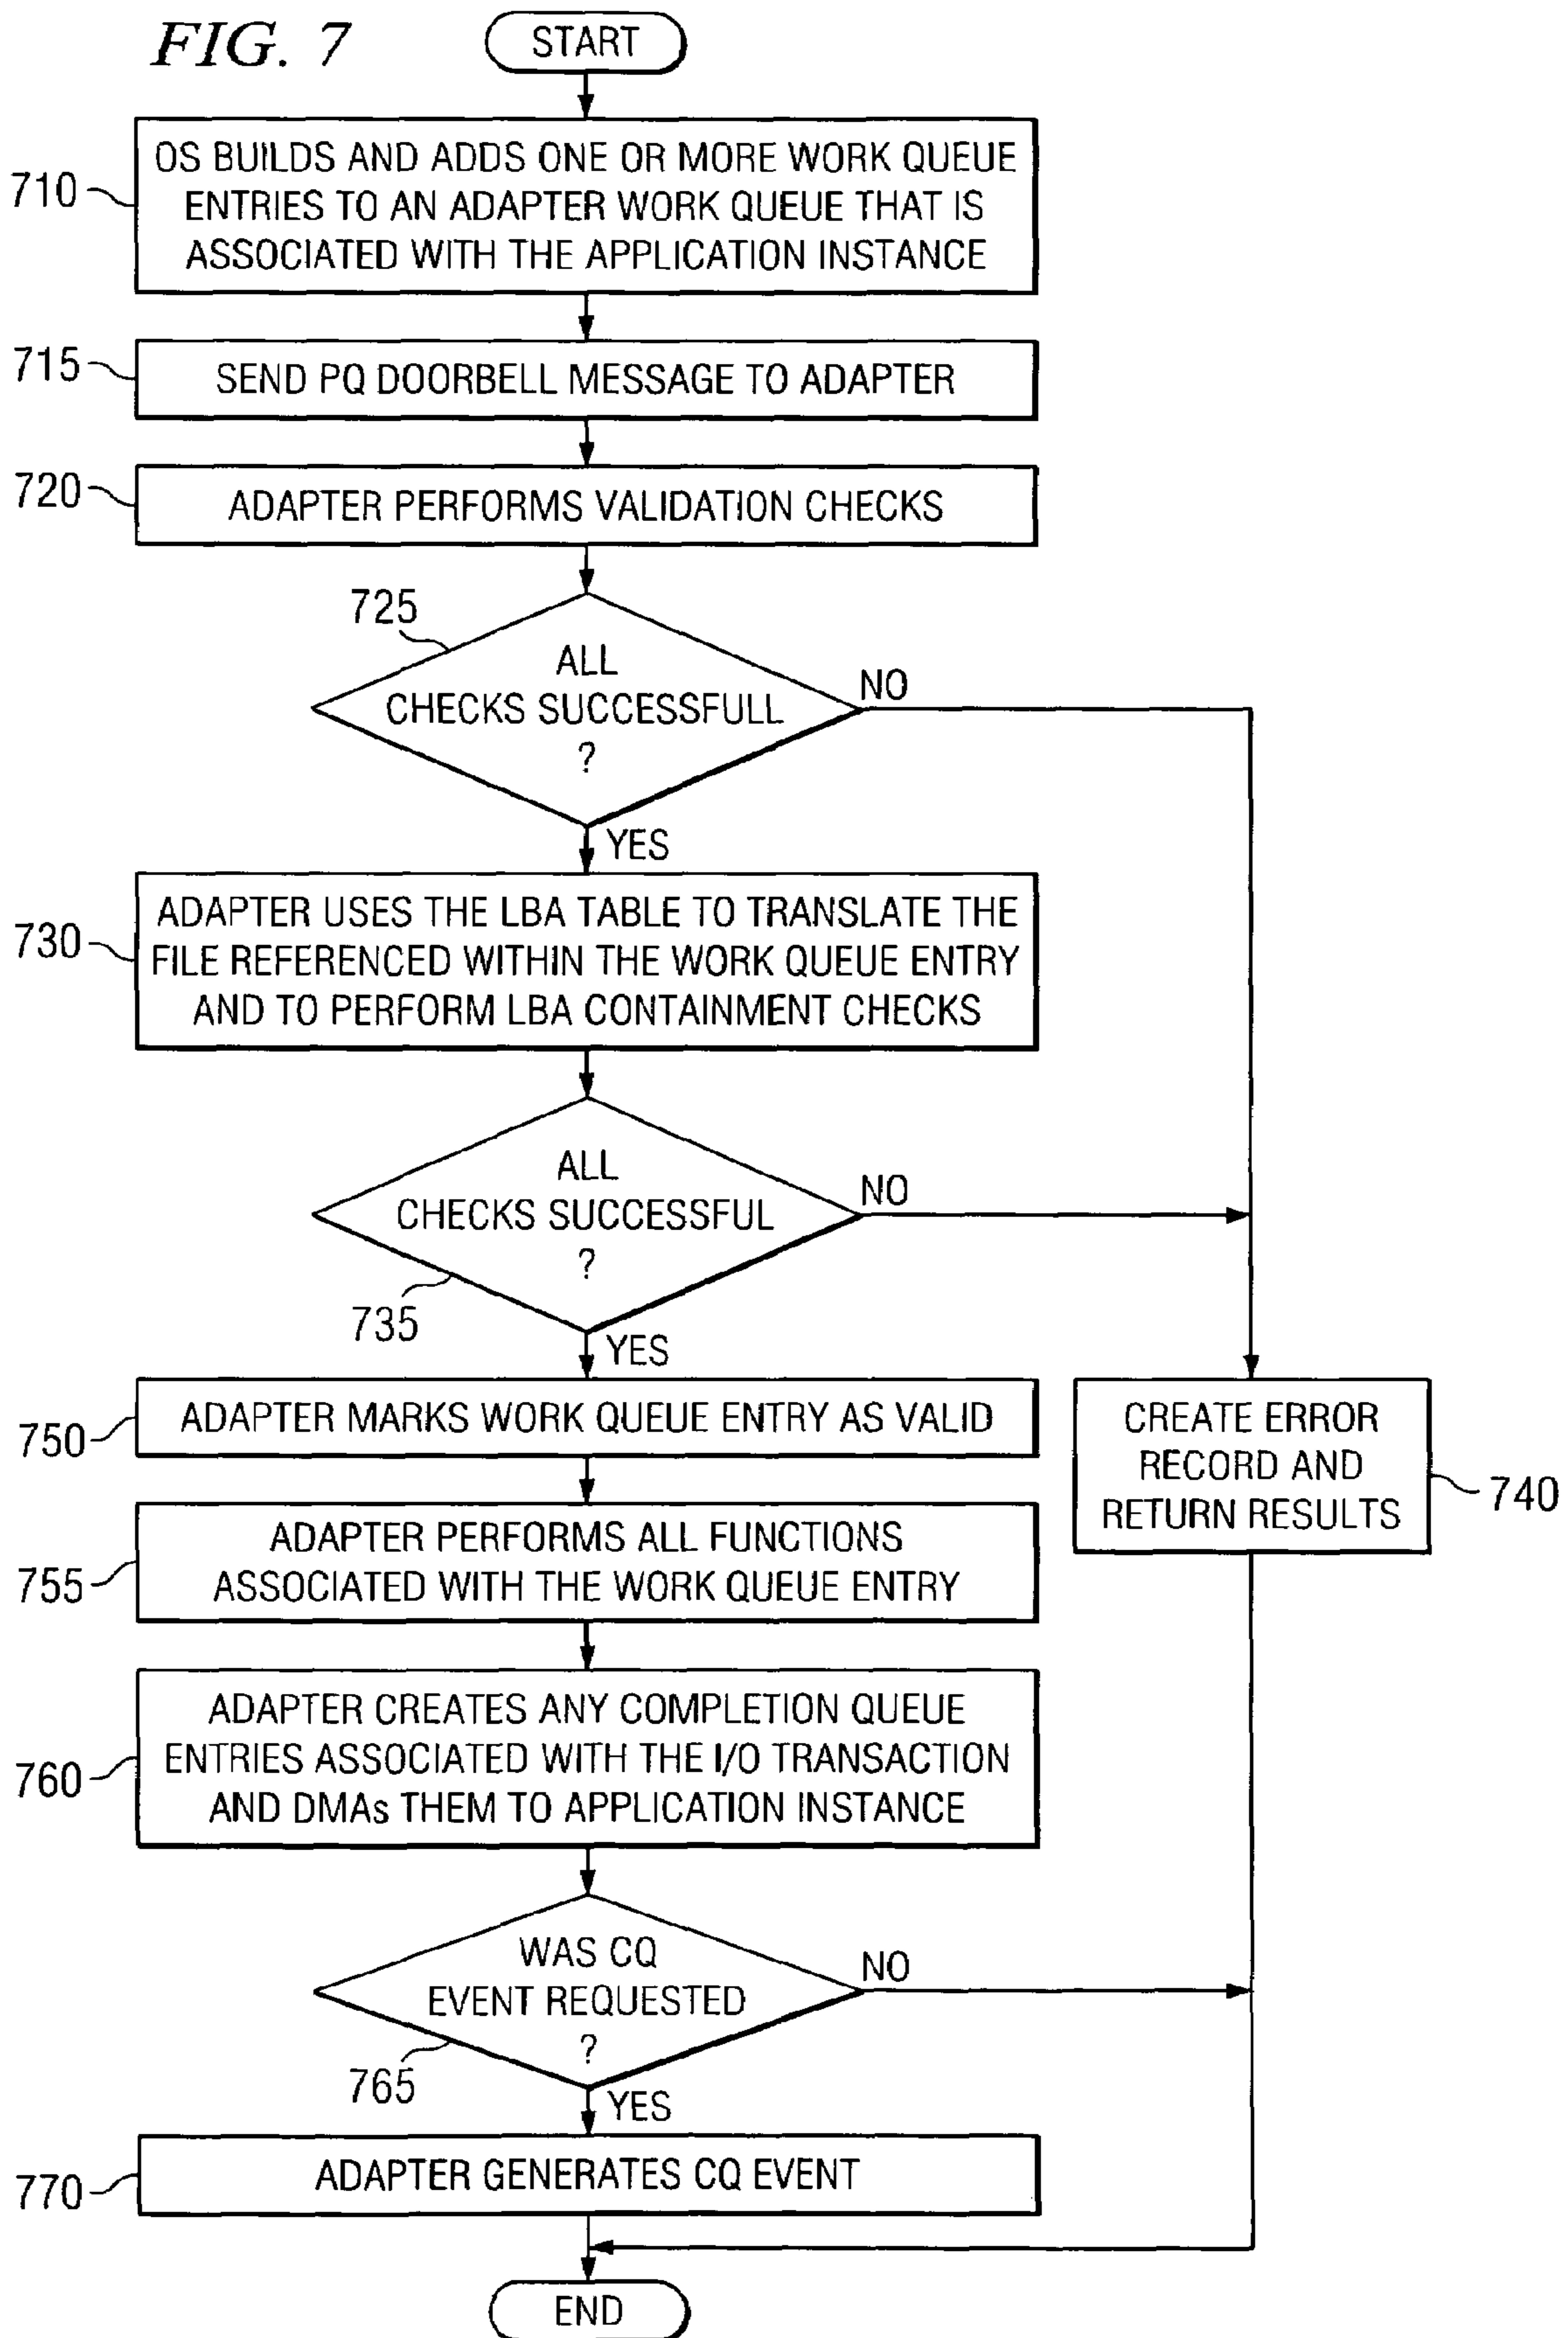 FIG. 7
START
710
OS BUILDS AND ADDS ONE OR MORE WORK QUEUE
ENTRIES TO AN ADAPTER WORK QUEUE THAT IS
ASSOCIATED WITH THE APPLICATION INSTANCE
715
SEND PQ DOORBELL MESSAGE TO ADAPTER
720
ADAPTER PERFORMS VALIDATION CHECKS
725
ALL
CHECKS SUCCESSFULL
?
NO
YES
730
ADAPTER USES THE LBA TABLE TO TRANSLATE THE
FILE REFERENCED WITHIN THE WORK QUEUE ENTRY
AND TO PERFORM LBA CONTAINMENT CHECKS
ALL
CHECKS SUCCESSFUL
?
NO
735
YES
750
ADAPTER MARKS WORK QUEUE ENTRY AS VALID
CREATE ERROR
RECORD AND
RETURN RESULTS
740
755
ADAPTER PERFORMS ALL FUNCTIONS
ASSOCIATED WITH THE WORK QUEUE ENTRY
760
ADAPTER CREATES ANY COMPLETION QUEUE
ENTRIES ASSOCIATED WITH THE I/O TRANSACTION
AND DMAs THEM TO APPLICATION INSTANCE
WAS CQ
EVENT REQUESTED
?
NO
765
YES
770
ADAPTER GENERATES CQ EVENT
END